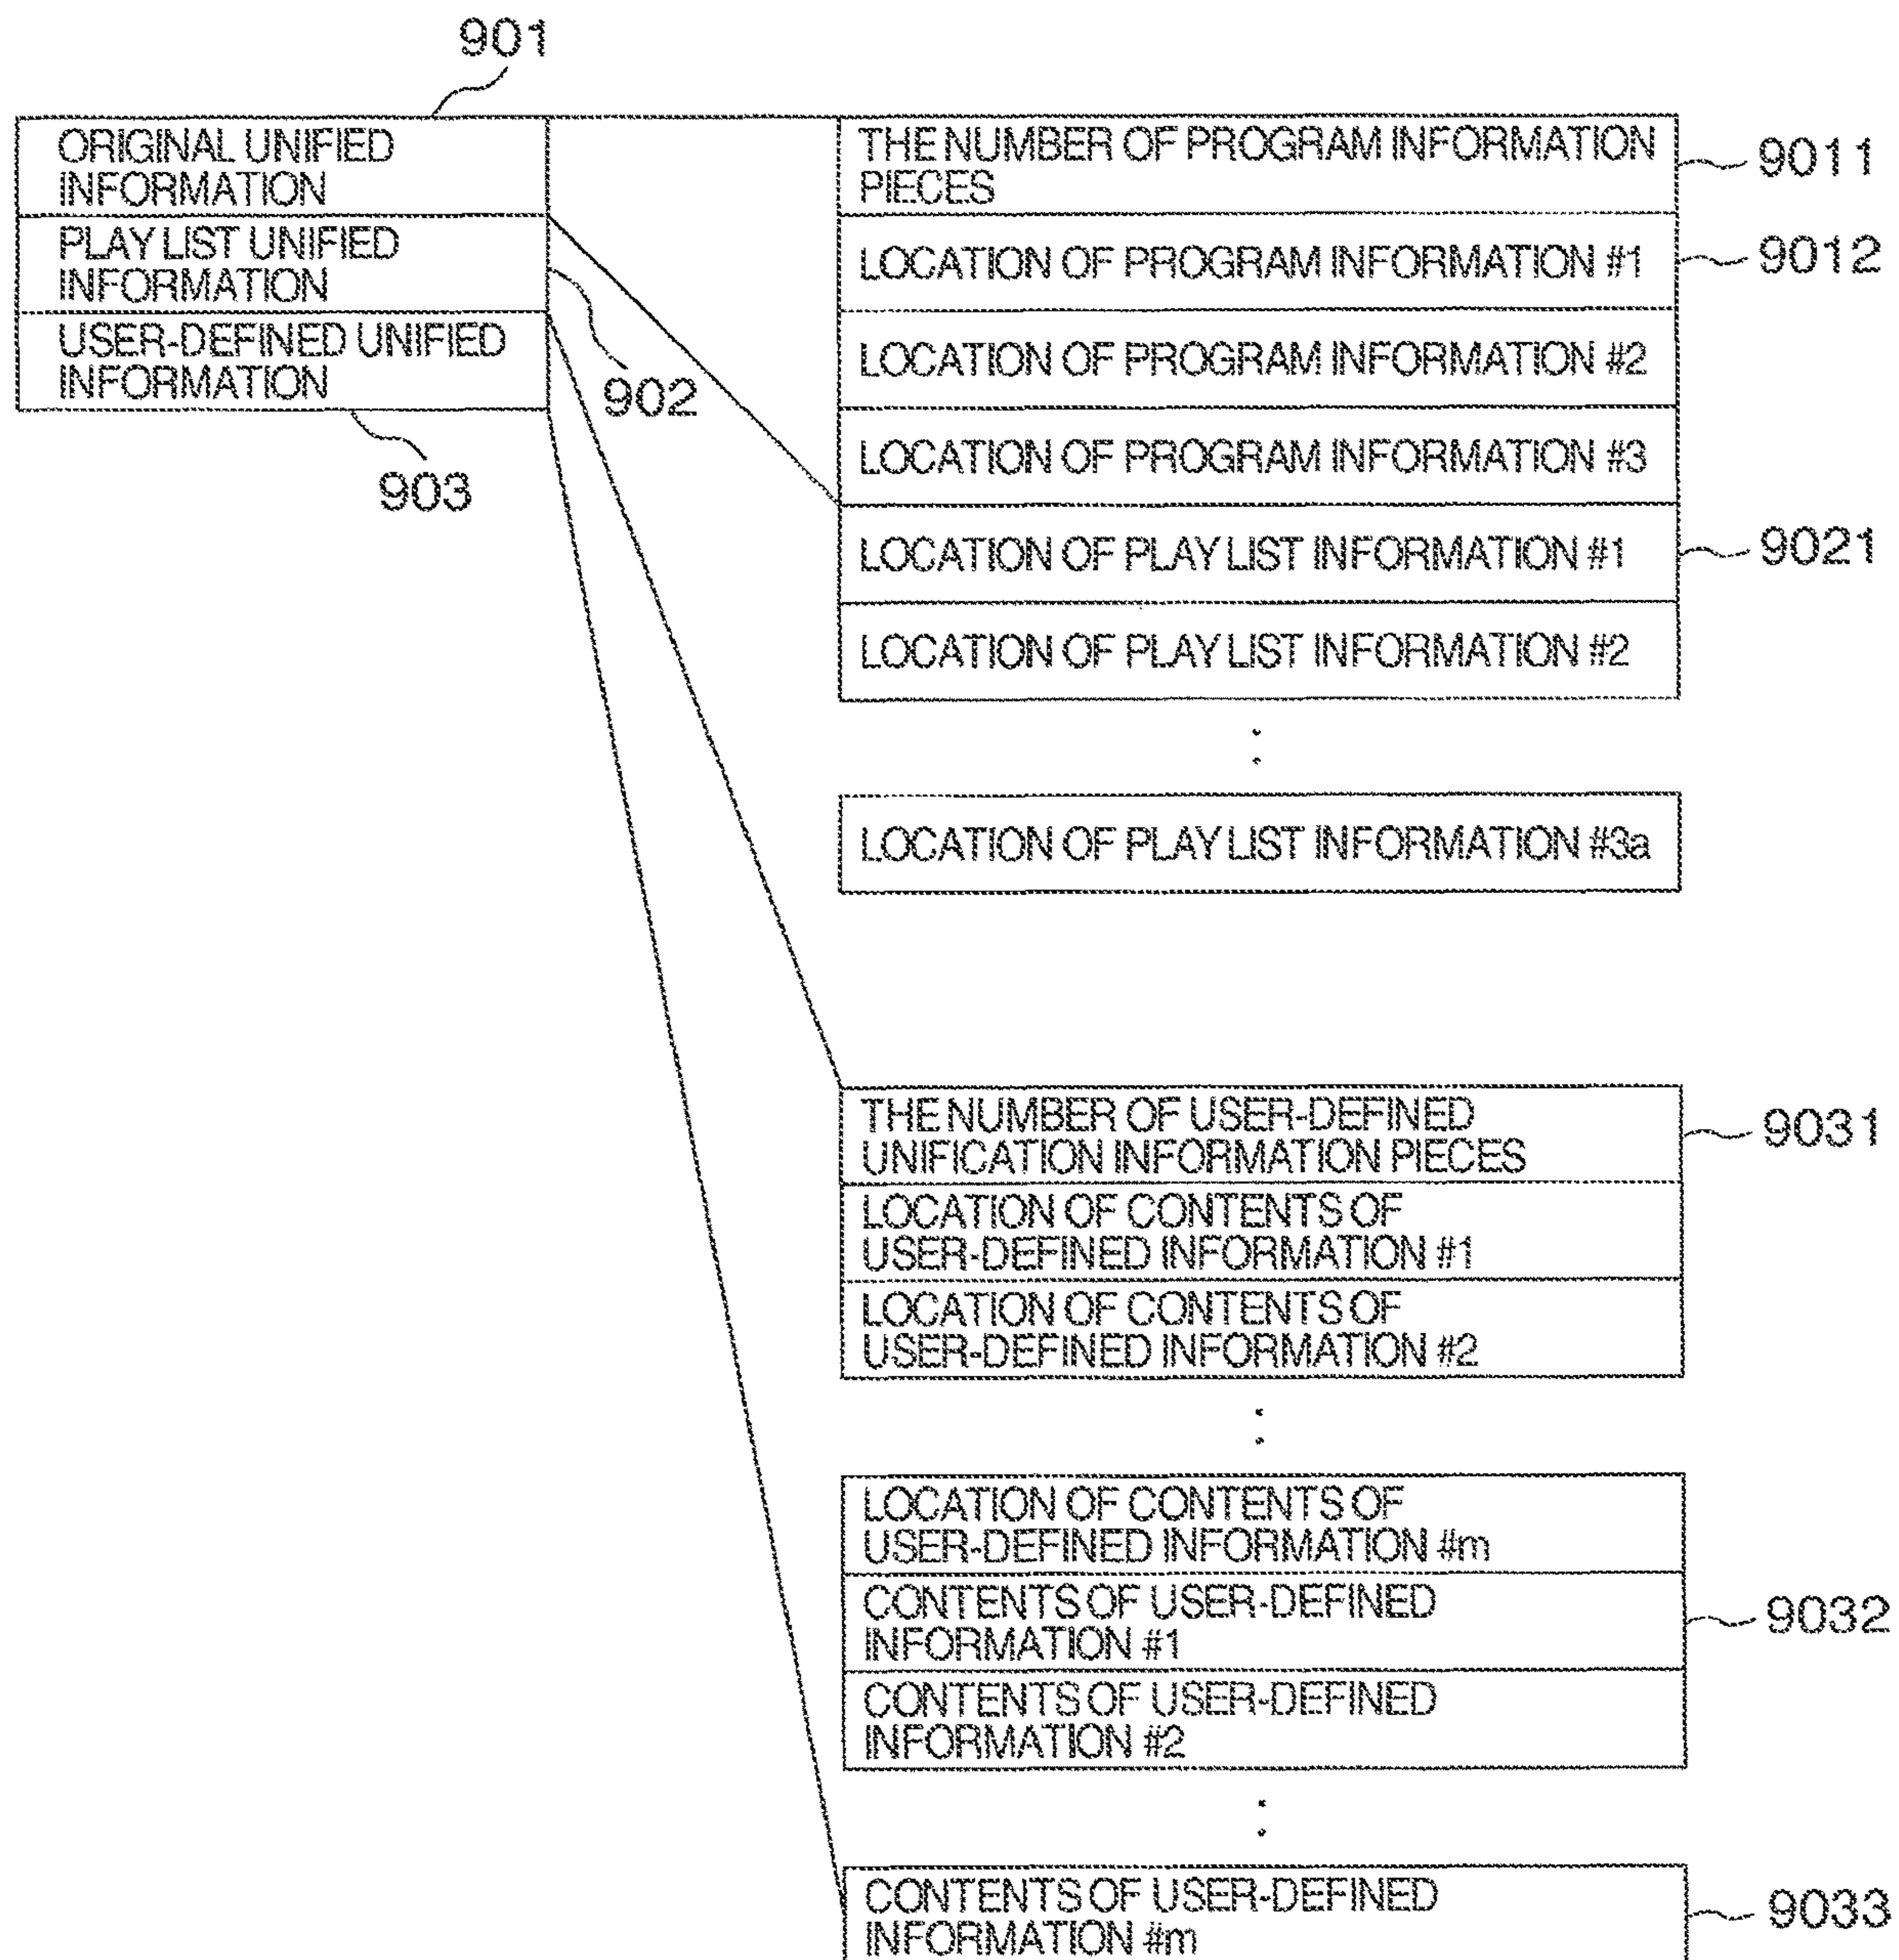 901
ORIGINAL UNIFIED
INFORMATION
PLAY LIST UNIFIED
INFORMATION
USER-DEFINED UNIFIED
INFORMATION
902
903
THE NUMBER OF PROGRAM INFORMATION
PIECES
9011
LOCATION OF PROGRAM INFORMATION #1
9012
LOCATION OF PROGRAM INFORMATION #2
LOCATION OF PROGRAM INFORMATION #3
LOCATION OF PLAY LIST INFORMATION #1
9021
LOCATION OF PLAY LIST INFORMATION #2
LOCATION OF PLAY LIST INFORMATION #3a
THE NUMBER OF USER-DEFINED
UNIFICATION INFORMATION PIECES
9031
LOCATION OF CONTENTS OF
USER-DEFINED INFORMATION #1
LOCATION OF CONTENTS OF
USER-DEFINED INFORMATION #2
LOCATION OF CONTENTS OF
USER-DEFINED INFORMATION #m
CONTENTS OF USER-DEFINED
INFORMATION #1
9032
CONTENTS OF USER-DEFINED
INFORMATION #2
CONTENTS OF USER-DEFINED
INFORMATION #m
9033